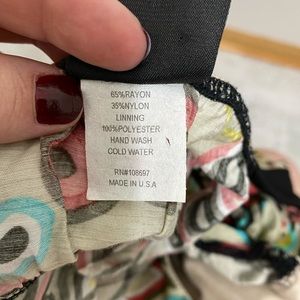 65%RAYON
35%NYLON
LINNING
100%POLYESTER
HAND WASH
COLD WATER
RN#108697
MADE IN U.S.A